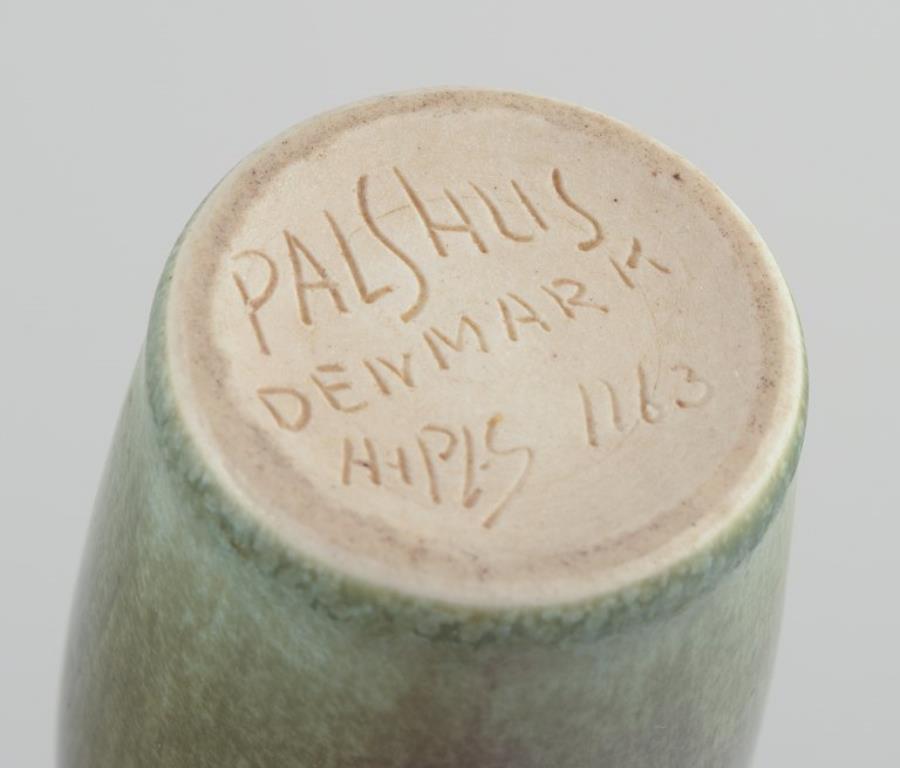 PALSHUS
DENMARK
A+PLS 1163